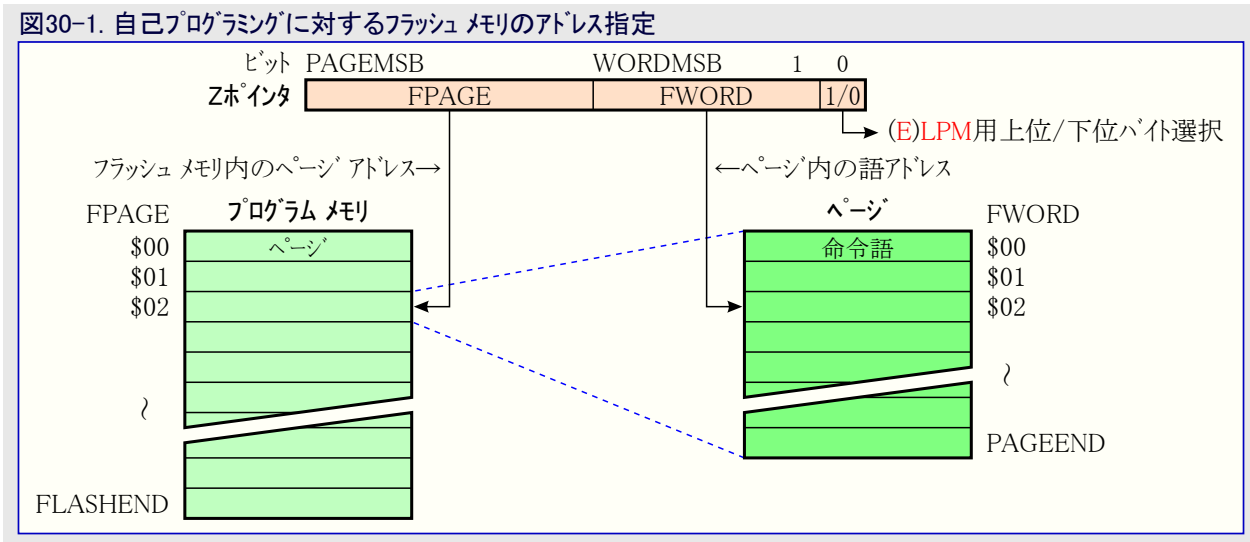 図30-1. 自己プログラミングに対するフラッシュ メモリのアドレス指定
ビット PAGEMSB WORDMSB 1 0
Zポインタ FPAGE FWORD 1/0
(E)LPM用上位/下位バイト選択
フラッシュ メモリ内のページ アドレス→ ←ページ内の語アドレス
FPAGE プログラム メモリ ページ FWORD
$00 ページ 命令語 $00
$01 $01
$02 $02
~ ~
PAGEEND
FLASHEND